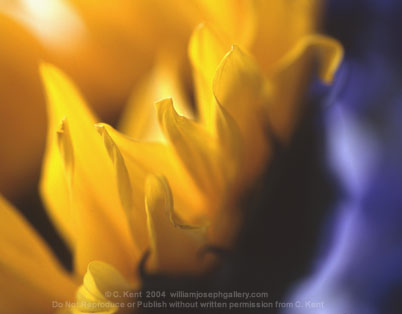 © C. Kent 2004 williamjosephgallery.com
Do Not Reproduce or Publish without written permission from C. Kent.